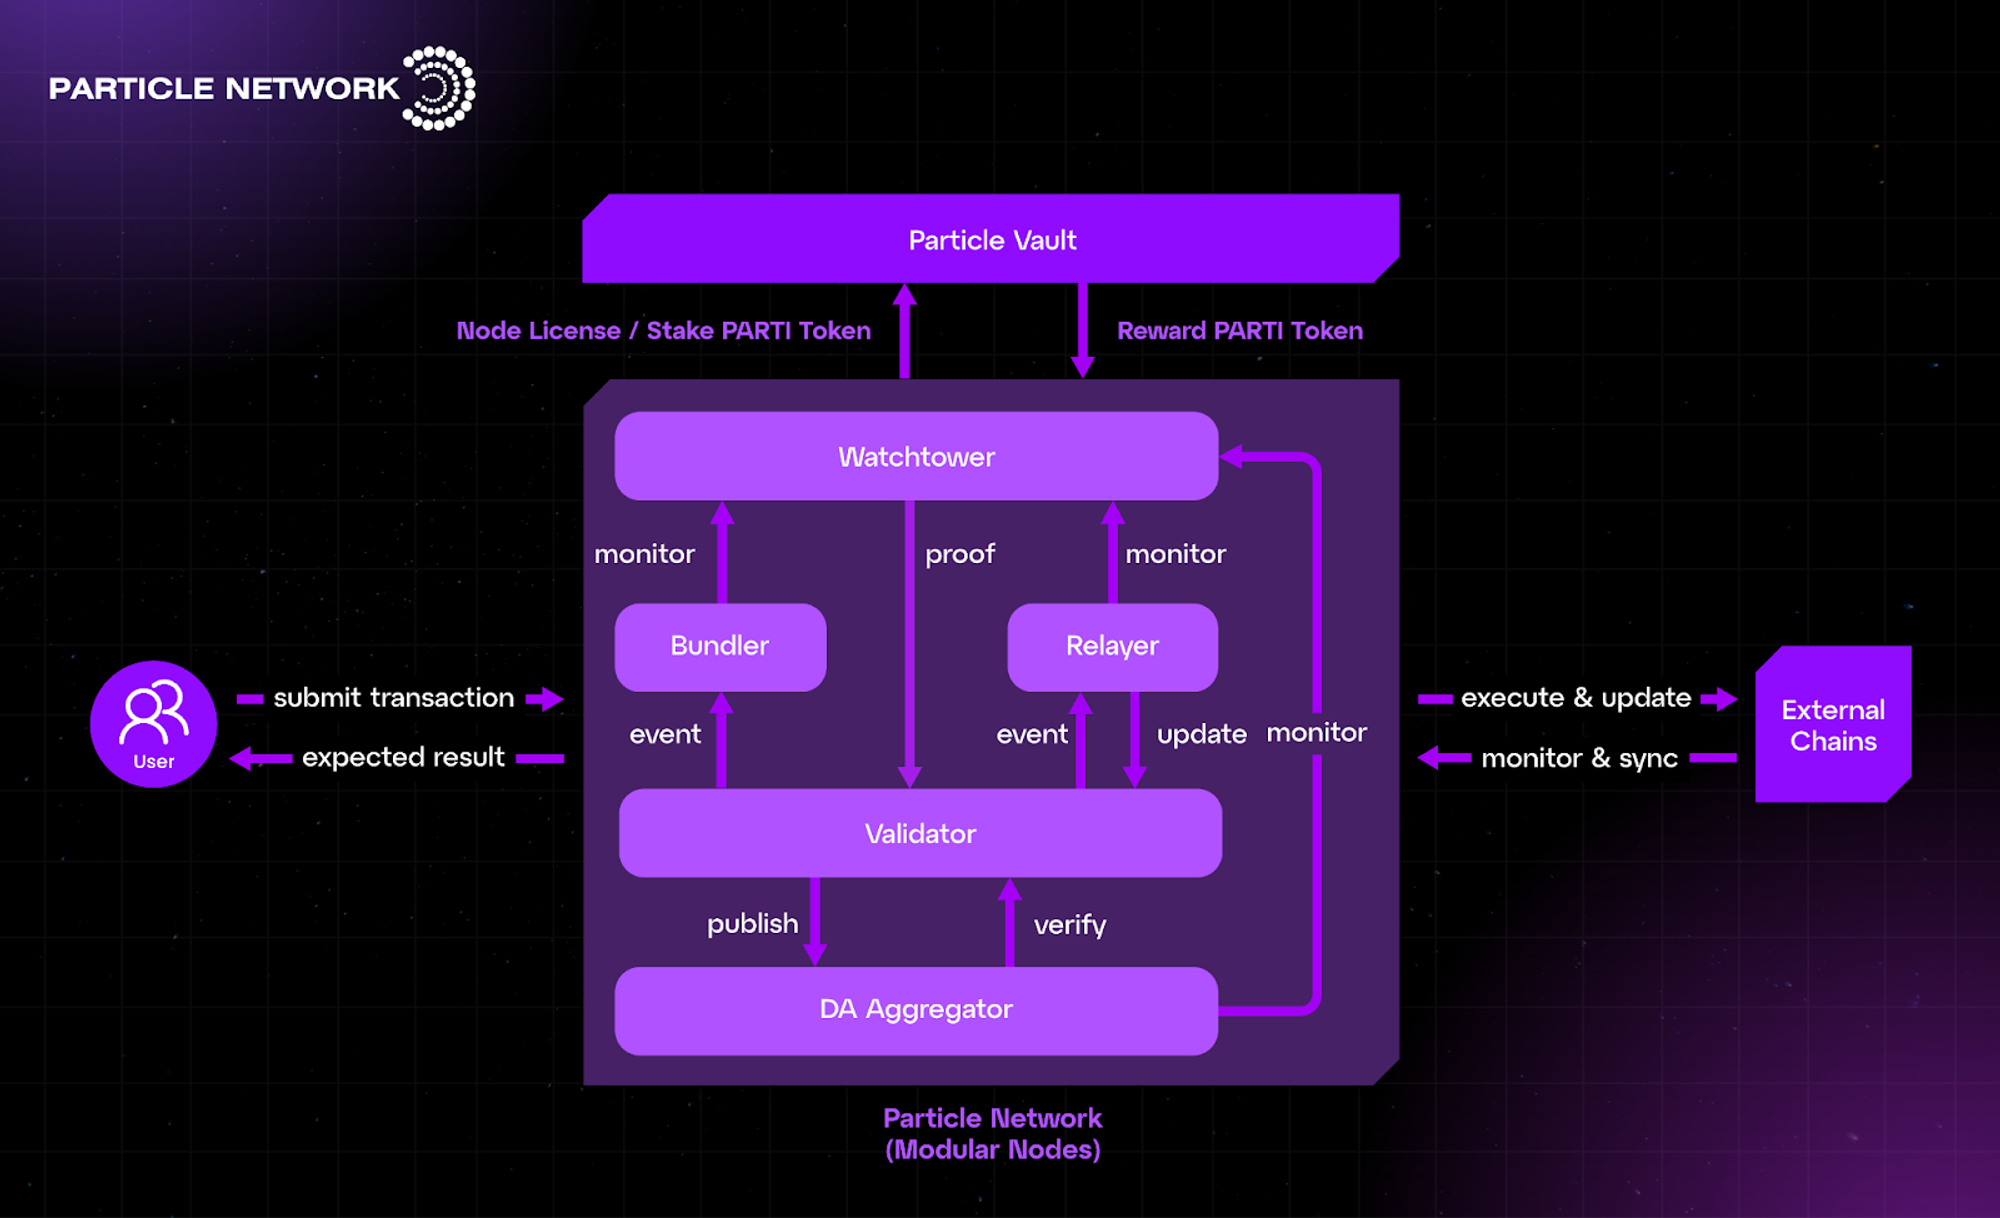 PARTICLE NETWORK
Particle Vault
Node License / Stake PARTI Token
Reward PARTI Token
Watchtower
monitor
proof
monitor
Bundler
Relayer
submit transaction
expected result
User
event
event
update
monitor
execute & update
monitor & sync
External
Chains
Validator
publish
verify
DA Aggregator
Particle Network
(Modular Nodes)